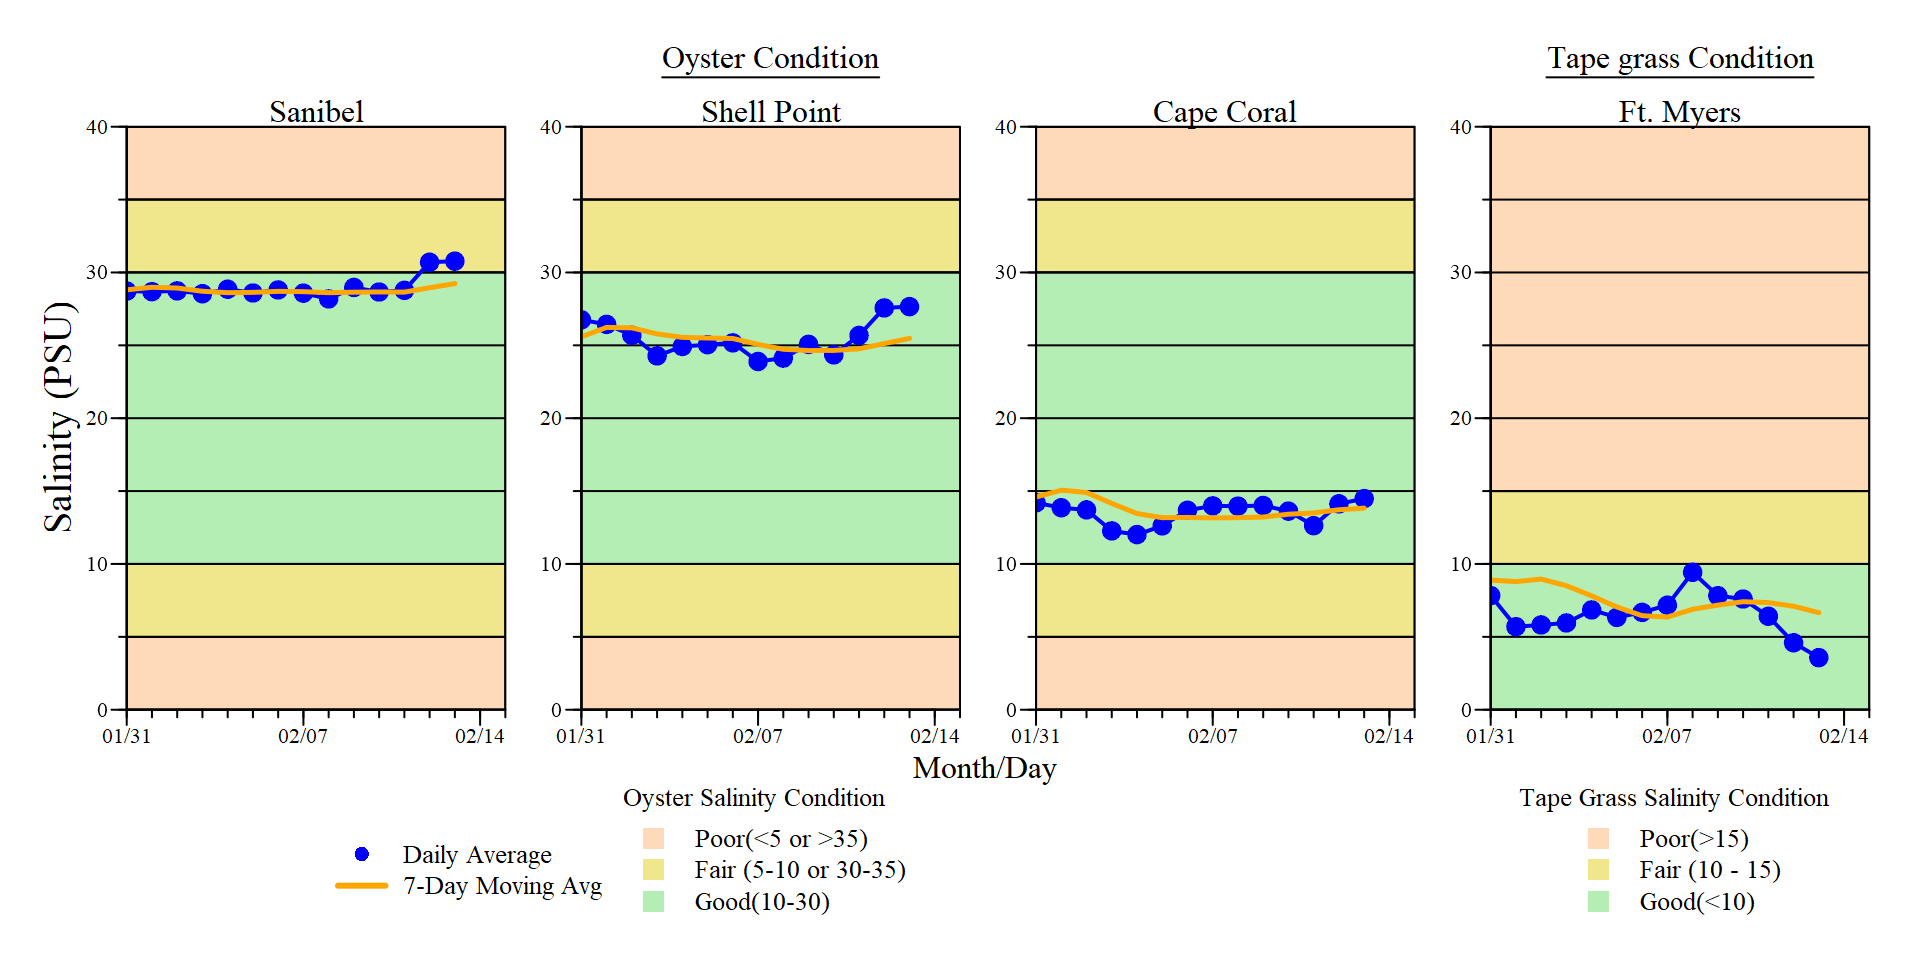 Oyster Condition
Tape grass Condition
Sanibel
Shell Point
Cape Coral
Ft. Myers
Salinity (PSU)
40
30
20
10
0
01/31
02/07
02/14
40
30
20
10
0
01/31
02/07
02/14
40
30
20
10
0
01/31
02/07
02/14
40
30
20
10
0
01/31
02/07
02/14
Month/Day
Daily Average
7-Day Moving Avg
Oyster Salinity Condition
Poor(<5 or >35)
Fair (5-10 or 30-35)
Good(10-30)
Tape Grass Salinity Condition
Poor(>15)
Fair (10 - 15)
Good(<10)